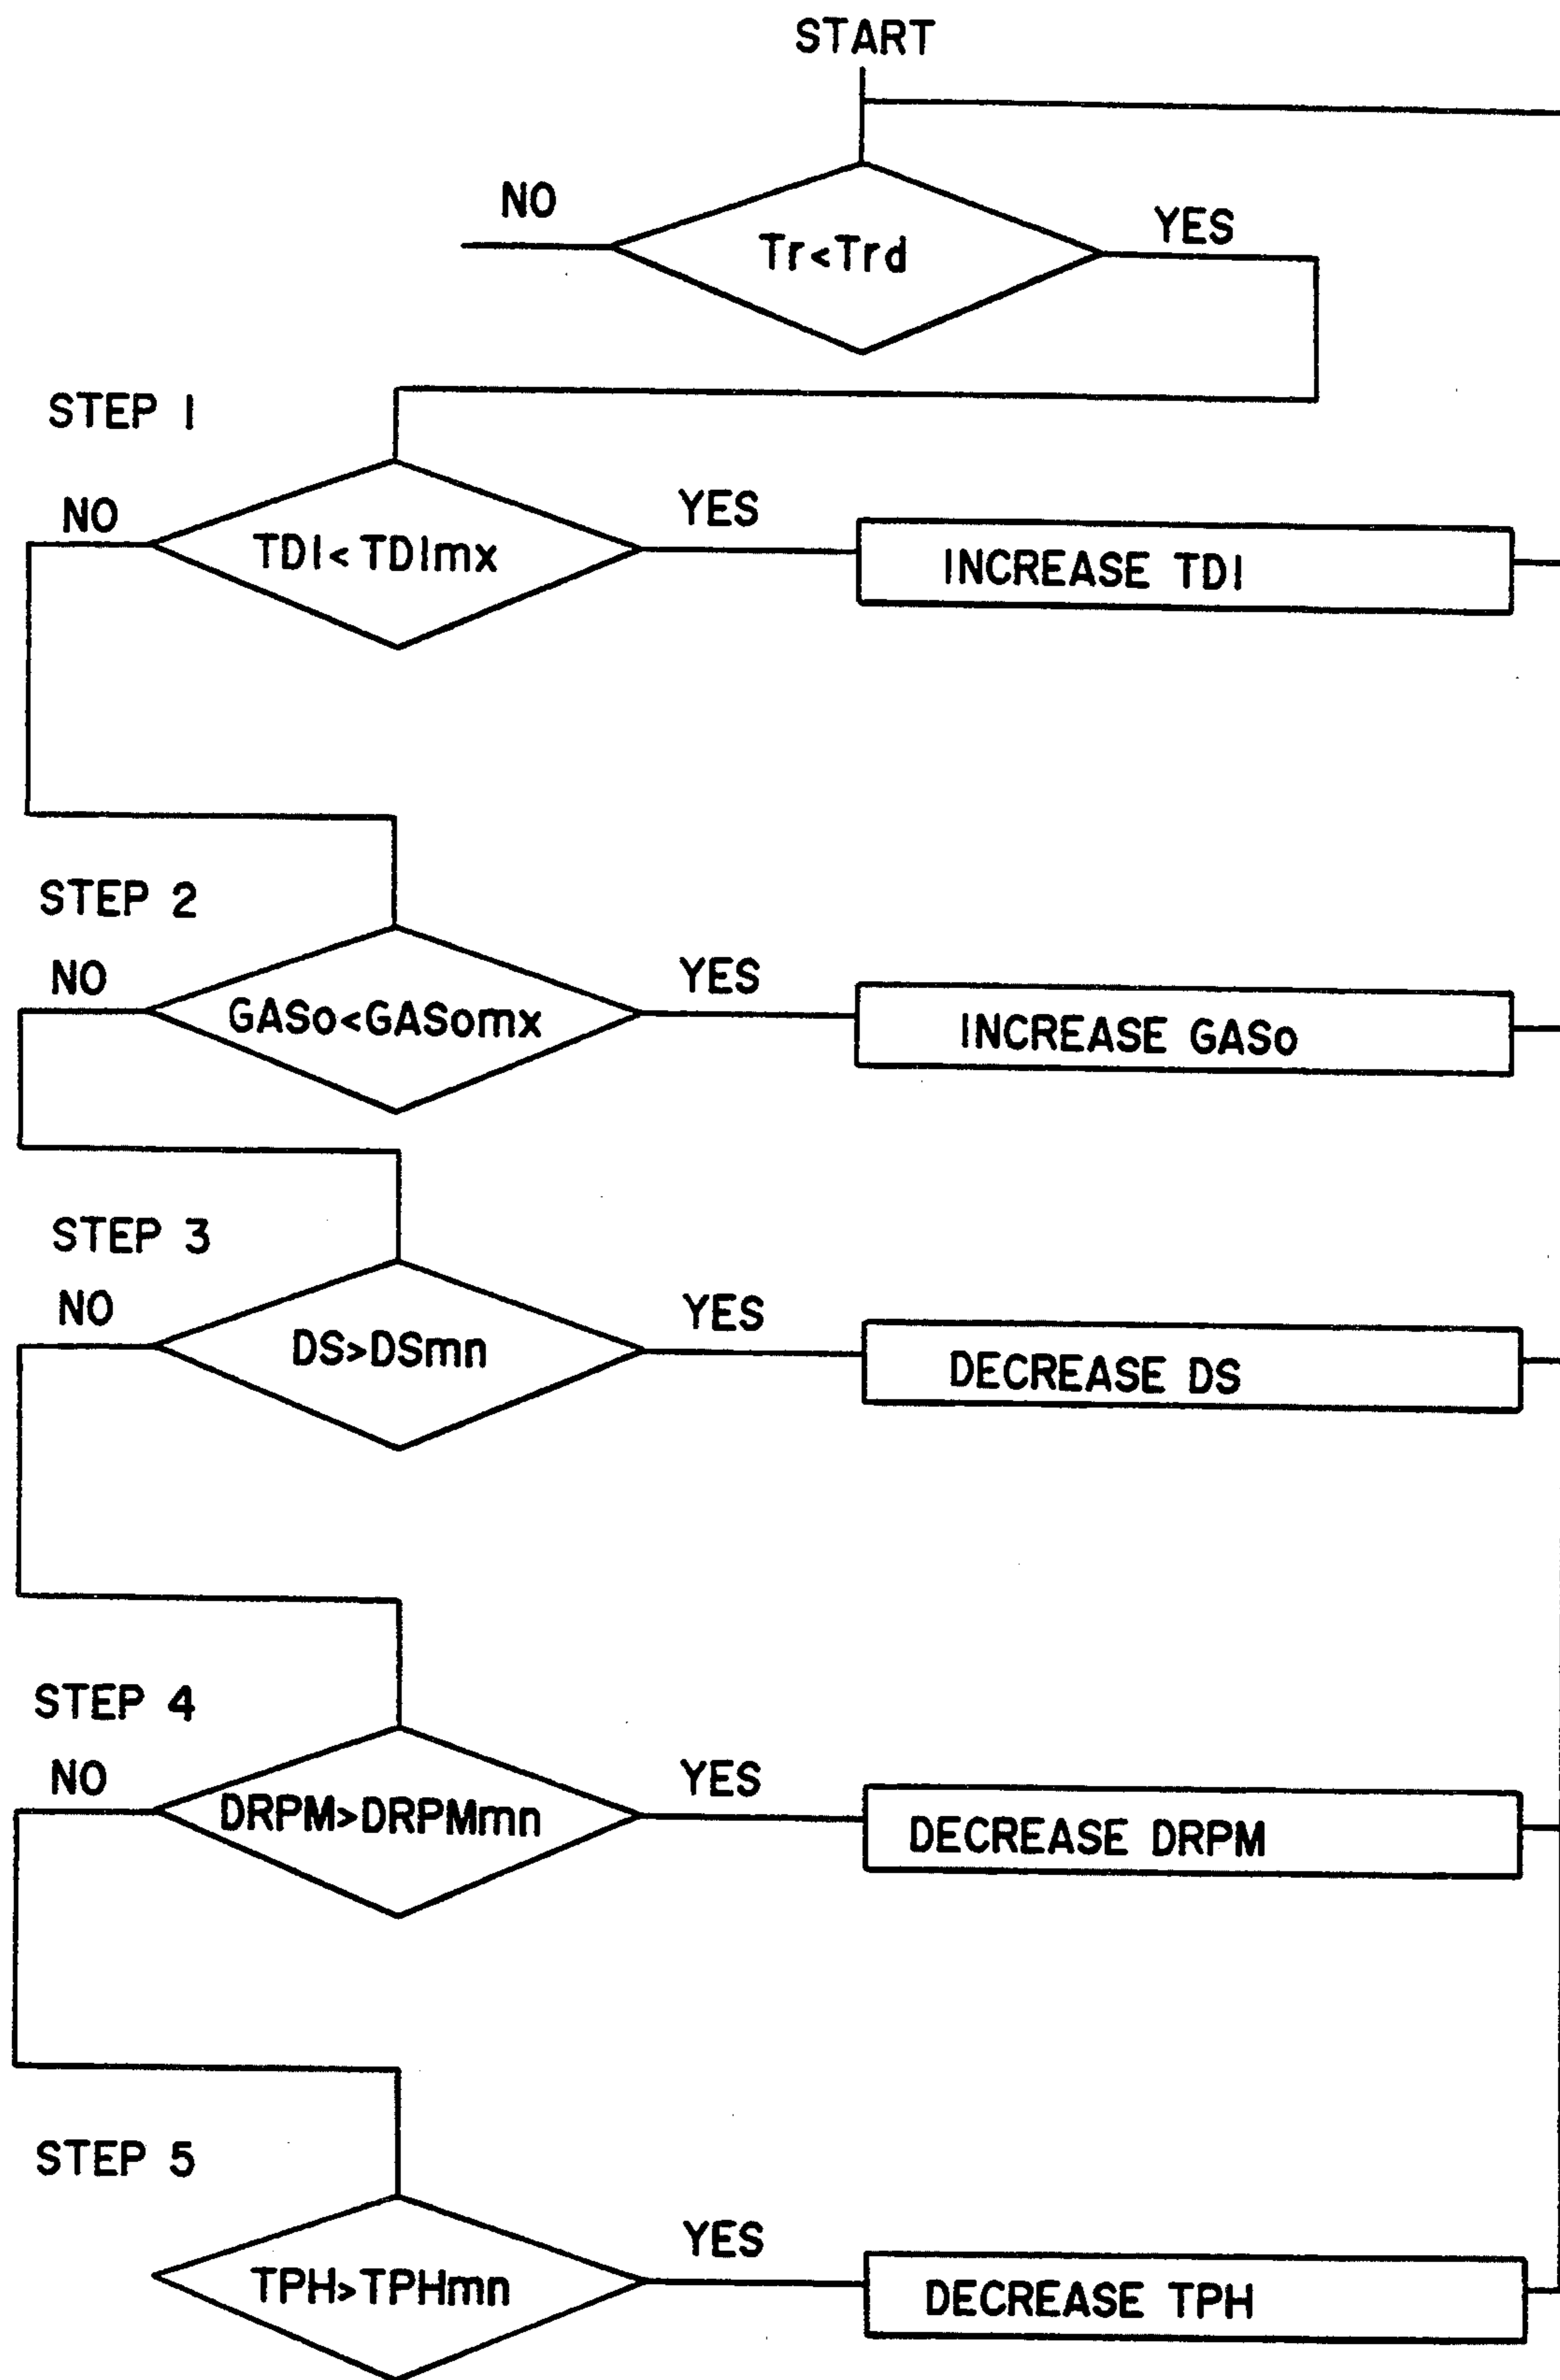 START
NO
YES
Tr<Trd
STEP 1
NO
YES
TDI<TDImx
INCREASE TDI
STEP 2
NO
YES
GASo<GASomx
INCREASE GASo
STEP 3
NO
YES
DS>DSmn
DECREASE DS
STEP 4
NO
YES
DRPM>DRPMmn
DECREASE DRPM
STEP 5
YES
TPH>TPHmn
DECREASE TPH